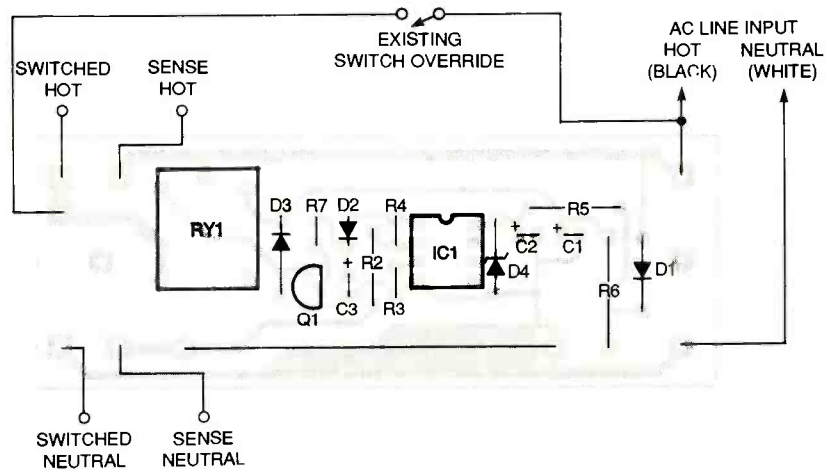 EXISTING
SWITCH OVERRIDE
AC LINE INPUT
HOT NEUTRAL
(BLACK) (WHITE)
SWITCHED
HOT
SENSE
HOT
RY1
D3 R7 D2 R4
R5
+ +
IC1
C2 C1
+ R2
D4
D1
R6
Q1
C3 R3
SWITCHED
NEUTRAL
SENSE
NEUTRAL